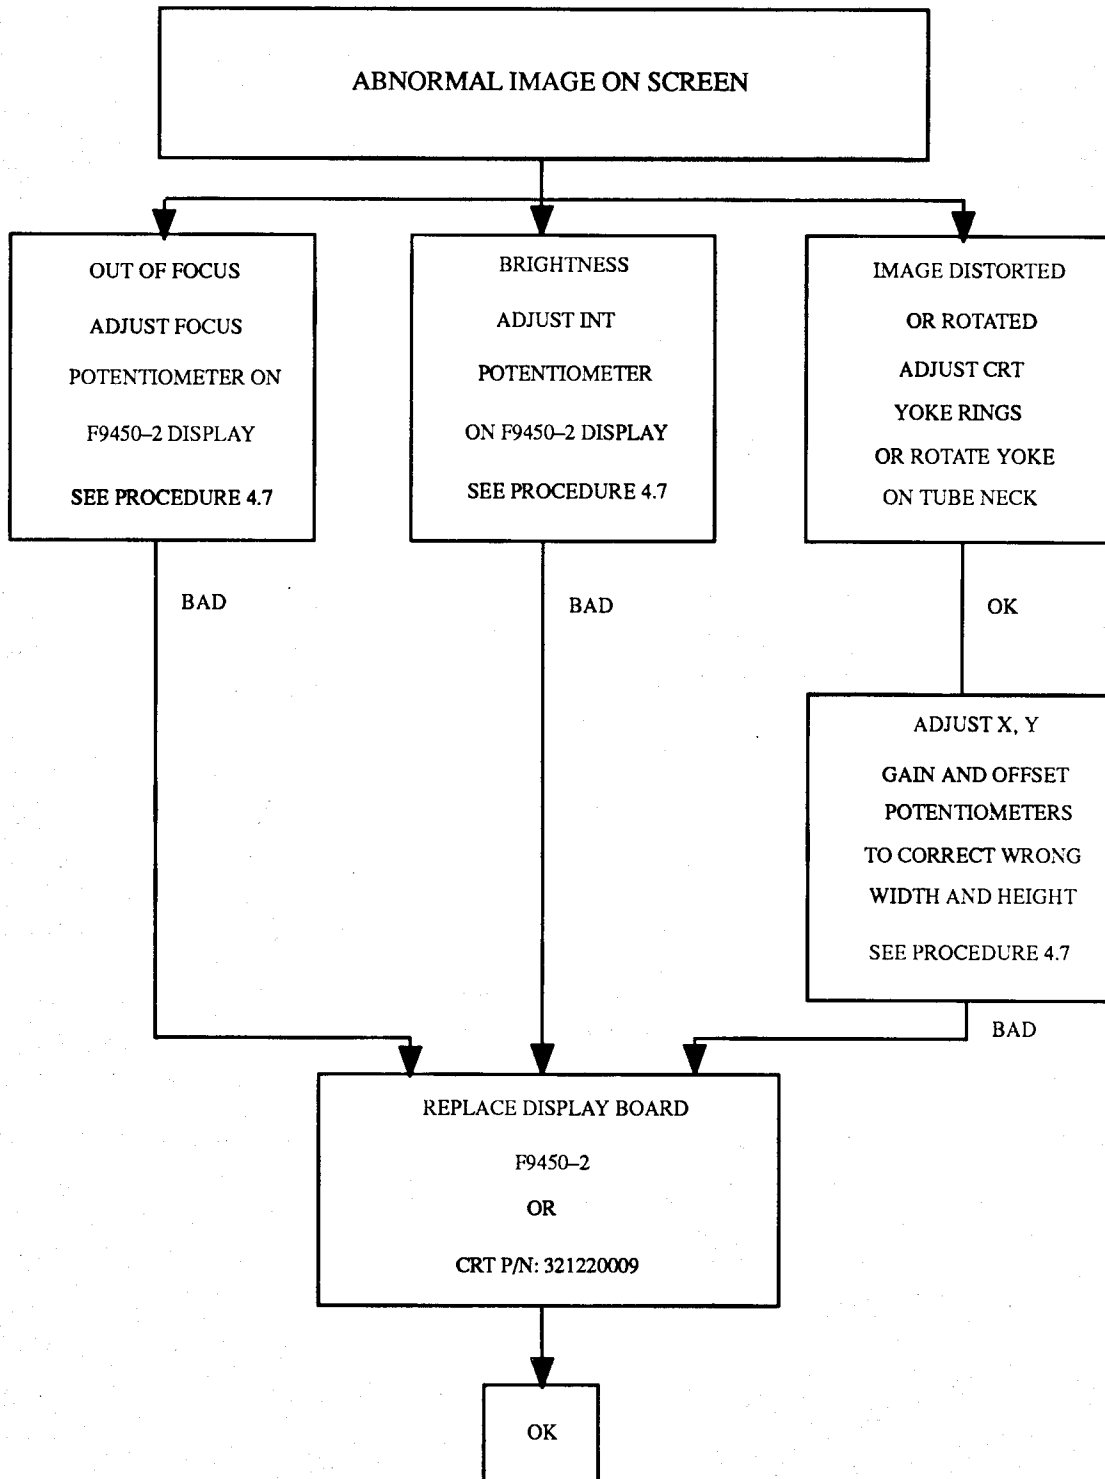 ABNORMAL IMAGE ON SCREEN
OUT OF FOCUS
ADJUST FOCUS
POTENTIOMETER ON
F9450–2 DISPLAY
SEE PROCEDURE 4.7
BRIGHTNESS
ADJUST INT
POTENTIOMETER
ON F9450–2 DISPLAY
SEE PROCEDURE 4.7
IMAGE DISTORTED
OR ROTATED
ADJUST CRT
YOKE RINGS
OR ROTATE YOKE
ON TUBE NECK
BAD
BAD
OK
ADJUST X, Y
GAIN AND OFFSET
POTENTIOMETERS
TO CORRECT WRONG
WIDTH AND HEIGHT
SEE PROCEDURE 4.7
BAD
REPLACE DISPLAY BOARD
F9450–2
OR
CRT P/N: 321220009
OK